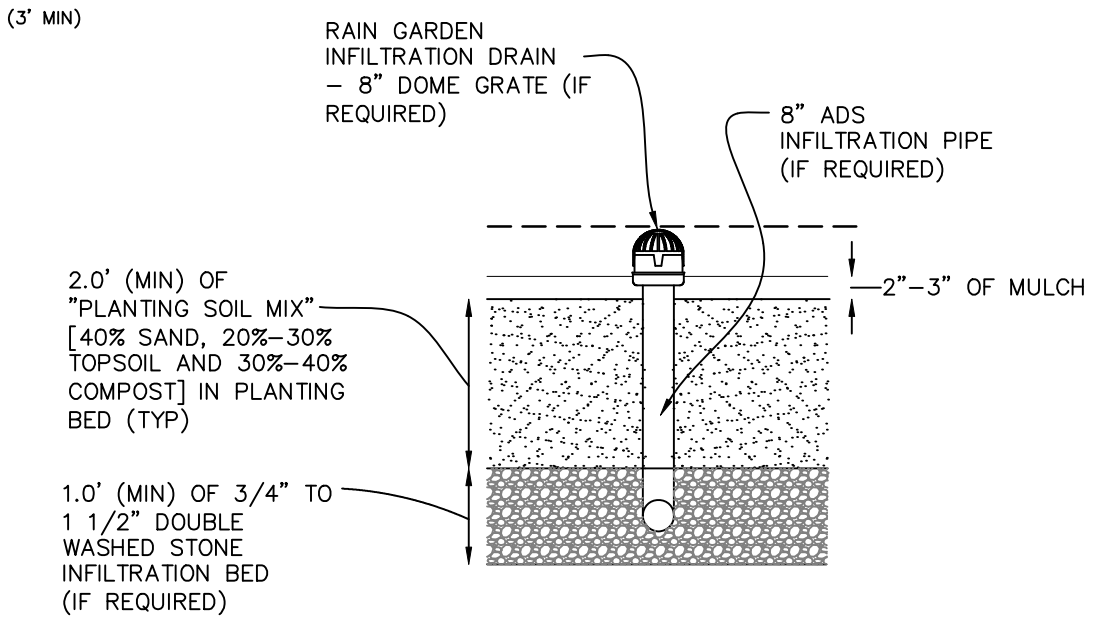 (3' MIN)
RAIN GARDEN
INFILTRATION DRAIN
– 8" DOME GRATE (IF
REQUIRED)
8" ADS
INFILTRATION PIPE
(IF REQUIRED)
2"–3" OF MULCH
2.0' (MIN) OF
"PLANTING SOIL MIX"
[40% SAND, 20%–30%
TOPSOIL AND 30%–40%
COMPOST] IN PLANTING
BED (TYP)
1.0' (MIN) OF 3/4" TO
1 1/2" DOUBLE
WASHED STONE
INFILTRATION BED
(IF REQUIRED)